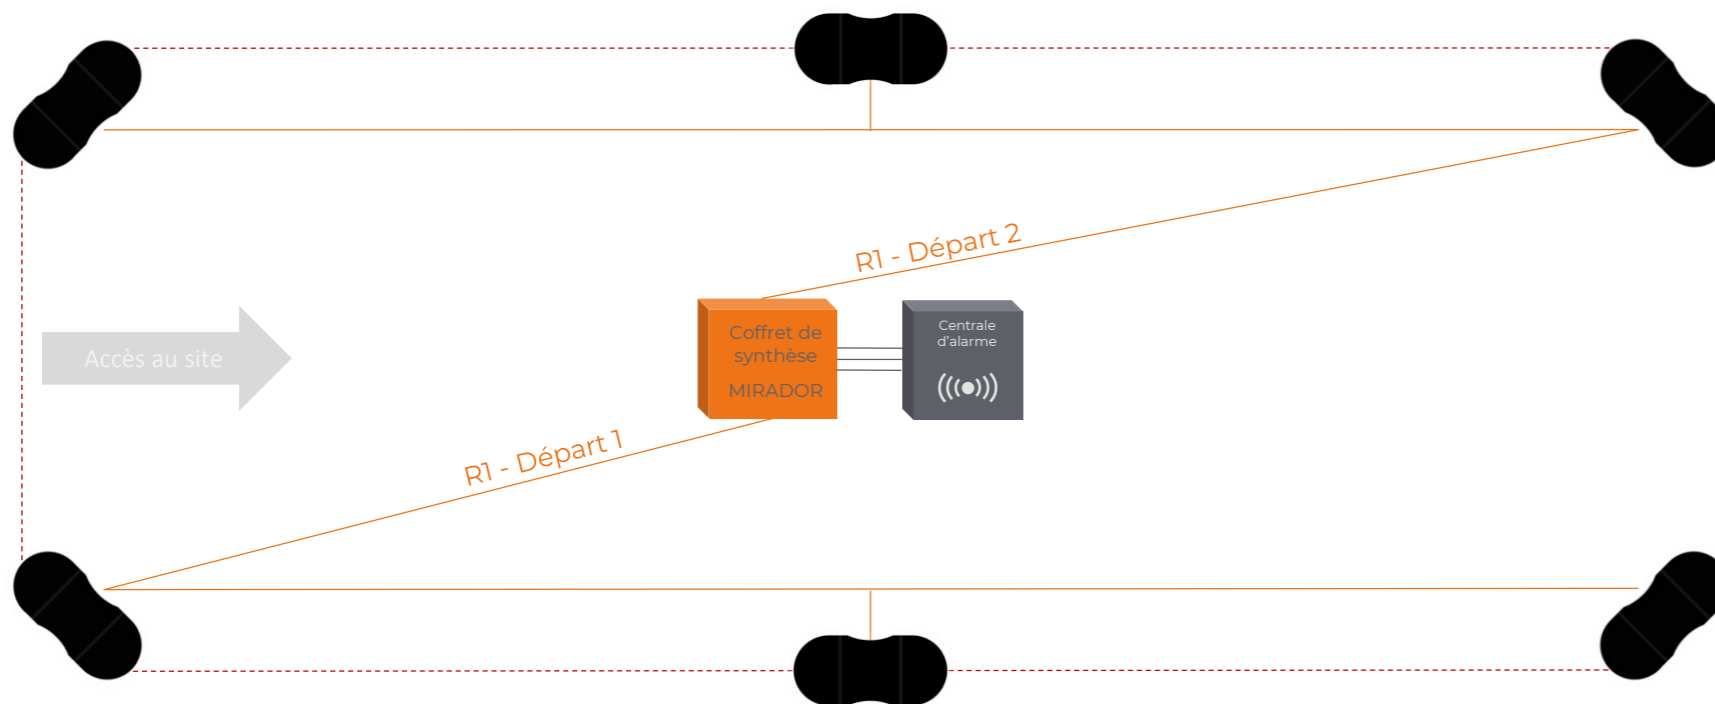 R1 - Départ 2
Coffret de
synthèse
MIRADOR
Centrale
d'alarme
Accès au site
R1 - Départ 1